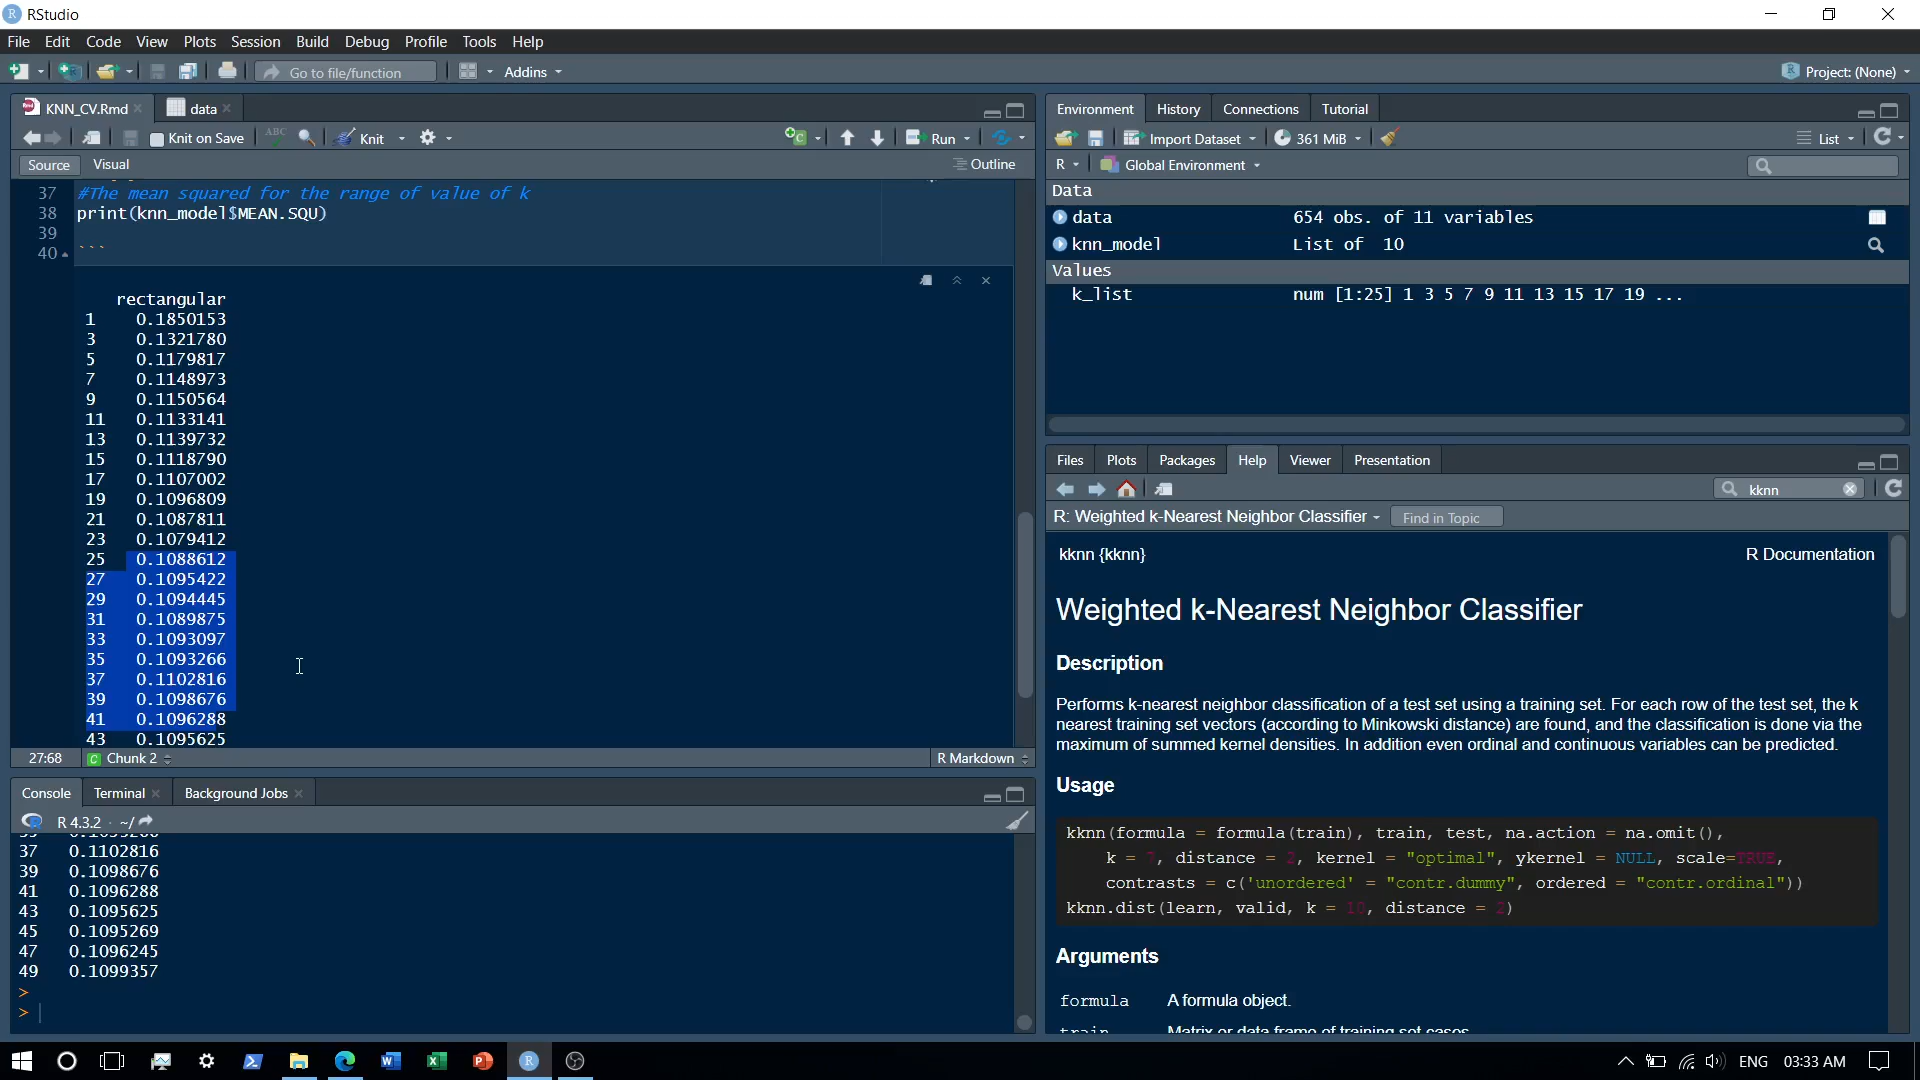 RStudio
File Edit Code View Plots Session Build Debug Profile Tools Help
Go to file/function Addins Project: (None)
KNN_CV.Rmd data
Knit on Save ABC Knit Run
Source Visual Outline
37 #The mean squared for the range of value of k
38 print(knn_model$MEAN.SQU)
39
40 ```
rectangular
1 0.1850153
3 0.1321780
5 0.1179817
7 0.1148973
9 0.1150564
11 0.1133141
13 0.1139732
15 0.1118790
17 0.1107002
19 0.1096809
21 0.1087811
23 0.1079412
25 0.1088612
27 0.1095422
29 0.1094445
31 0.1089875
33 0.1093097
35 0.1093266
37 0.1102816
39 0.1098676
41 0.1096288
43 0.1095625
27:68 Chunk 2 R Markdown
Console Terminal Background Jobs
R 4.3.2 · ~/
37 0.1102816
39 0.1098676
41 0.1096288
43 0.1095625
45 0.1095269
47 0.1096245
49 0.1099357
>
>
Environment History Connections Tutorial
Import Dataset 361 MiB List
R Global Environment
Data
data 654 obs. of 11 variables
knn_model List of 10
Values
k_list num [1:25] 1 3 5 7 9 11 13 15 17 19 ...
Files Plots Packages Help Viewer Presentation
kknn
R: Weighted k-Nearest Neighbor Classifier Find in Topic
kknn {kknn} R Documentation
Weighted k-Nearest Neighbor Classifier
Description
Performs k-nearest neighbor classification of a test set using a training set. For each row of the test set, the k
nearest training set vectors (according to Minkowski distance) are found, and the classification is done via the
maximum of summed kernel densities. In addition even ordinal and continuous variables can be predicted.
Usage
kknn(formula = formula(train), train, test, na.action = na.omit(),
k = 7, distance = 2, kernel = "optimal", ykernel = NULL, scale=TRUE,
contrasts = c('unordered' = "contr.dummy", ordered = "contr.ordinal"))
kknn.dist(learn, valid, k = 10, distance = 2)
Arguments
formula A formula object.
train Matrix or data frame of training set cases.
ENG 03:33 AM